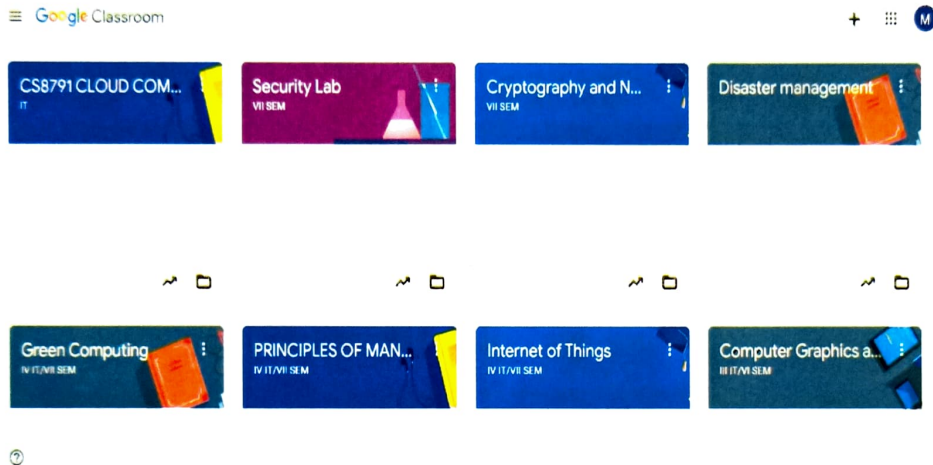 Google Classroom
M
CS8791 CLOUD COM...
IT
Security Lab
VII SEM
Cryptography and N...
VII SEM
Disaster management
Green Computing
IV IT/VII SEM
PRINCIPLES OF MAN...
IV IT/VII SEM
Internet of Things
IV IT/VII SEM
Computer Graphics a...
III IT/VI SEM
?